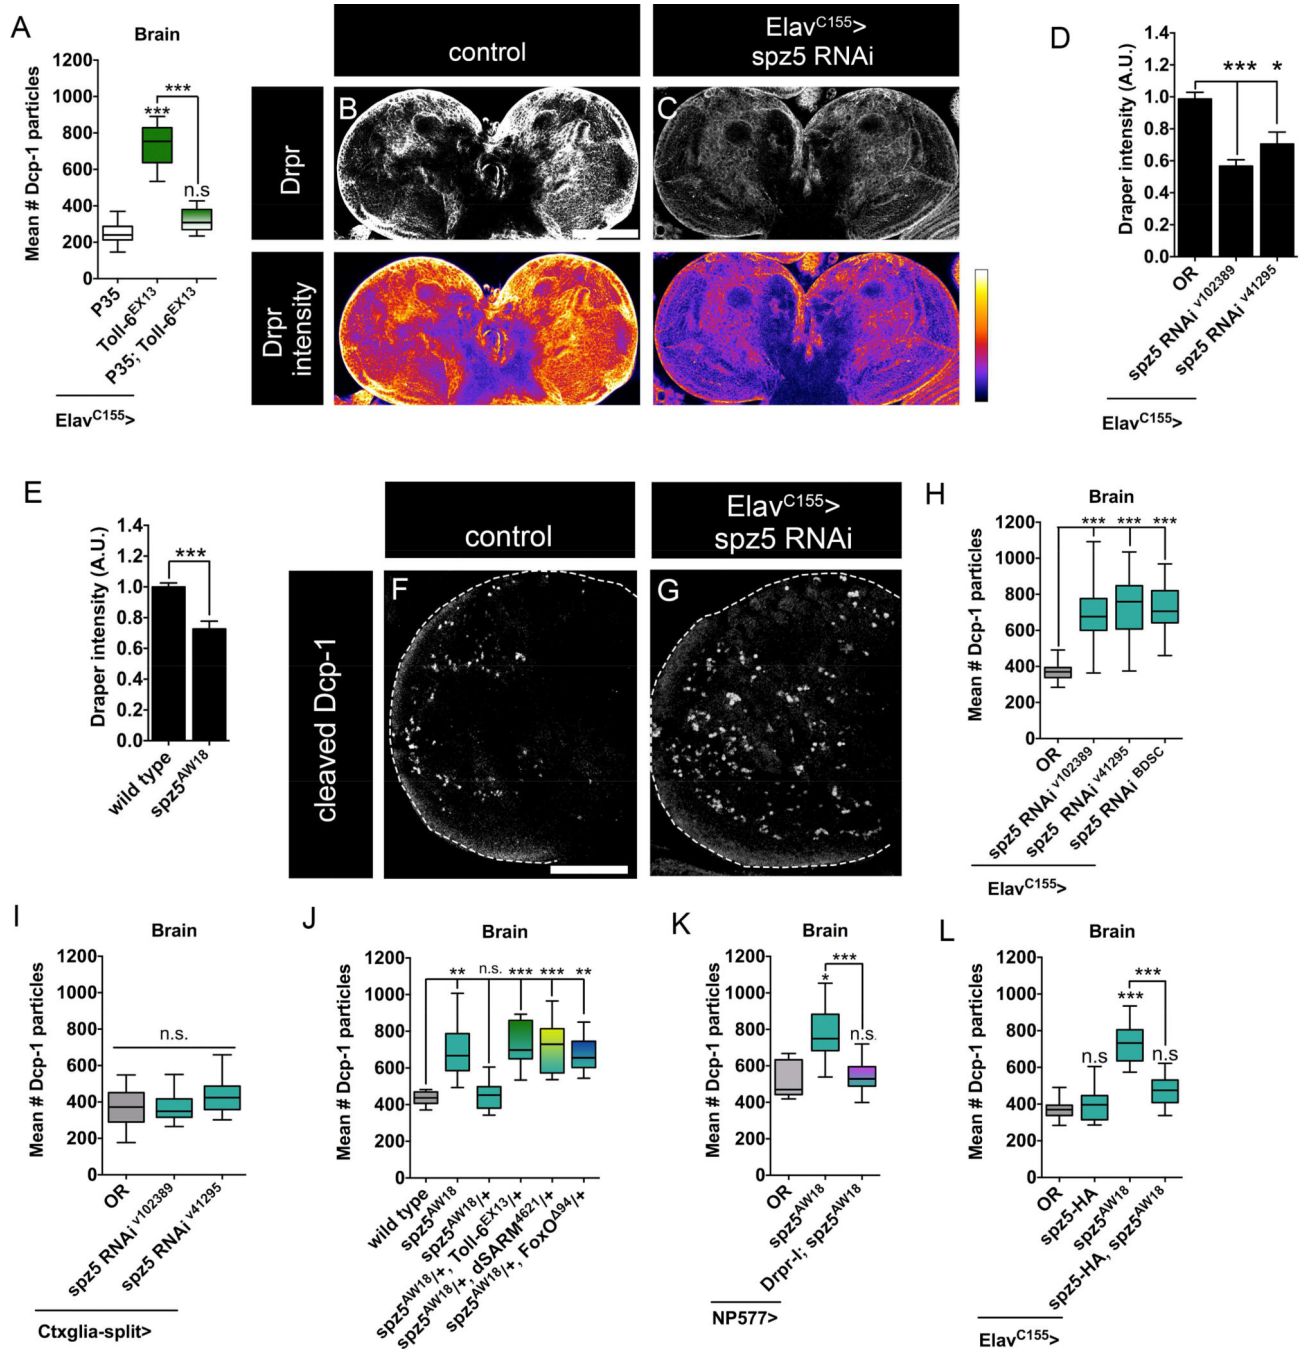 A
Brain
Mean # Dcp-1 particles
1200
1000
800
600
400
200
0
***
***
n.s
P35
Toll-6EX13
P35; Toll-6EX13
ElavC155>
control
ElavC155>
spz5 RNAi
Drpr
B
C
Drpr
intensity
D
Draper intensity (A.U.)
1.4
1.2
1.0
0.8
0.6
0.4
0.2
0.0
***
*
OR
spz5 RNAi v102389
spz5 RNAi v41295
ElavC155>
E
Draper intensity (A.U.)
1.4
1.2
1.0
0.8
0.6
0.4
0.2
0.0
***
wild type
spz5AW18
control
ElavC155>
spz5 RNAi
cleaved Dcp-1
F
G
H
Brain
Mean # Dcp-1 particles
1200
1000
800
600
400
200
0
*** *** ***
OR
spz5 RNAi v102389
spz5 RNAi v41295
spz5 RNAi BDSC
ElavC155>
I
Brain
Mean # Dcp-1 particles
1200
1000
800
600
400
200
0
n.s.
OR
spz5 RNAi v102389
spz5 RNAi v41295
Ctxglia-split>
J
Brain
Mean # Dcp-1 particles
1200
1000
800
600
400
200
0
** n.s. *** *** **
wild type
spz5AW18
spz5AW18/+
spz5AW18/+, Toll-6EX13/+
spz5AW18/+, dSARM4621/+
spz5AW18/+, FoxOΔ94/+
K
Brain
Mean # Dcp-1 particles
1200
1000
800
600
400
200
0
***
*
n.s.
OR
spz5AW18
Drpr-I; spz5AW18
NP577>
L
Brain
Mean # Dcp-1 particles
1200
1000
800
600
400
200
0
***
***
n.s
n.s
OR
spz5-HA
spz5AW18
spz5-HA, spz5AW18
ElavC155>